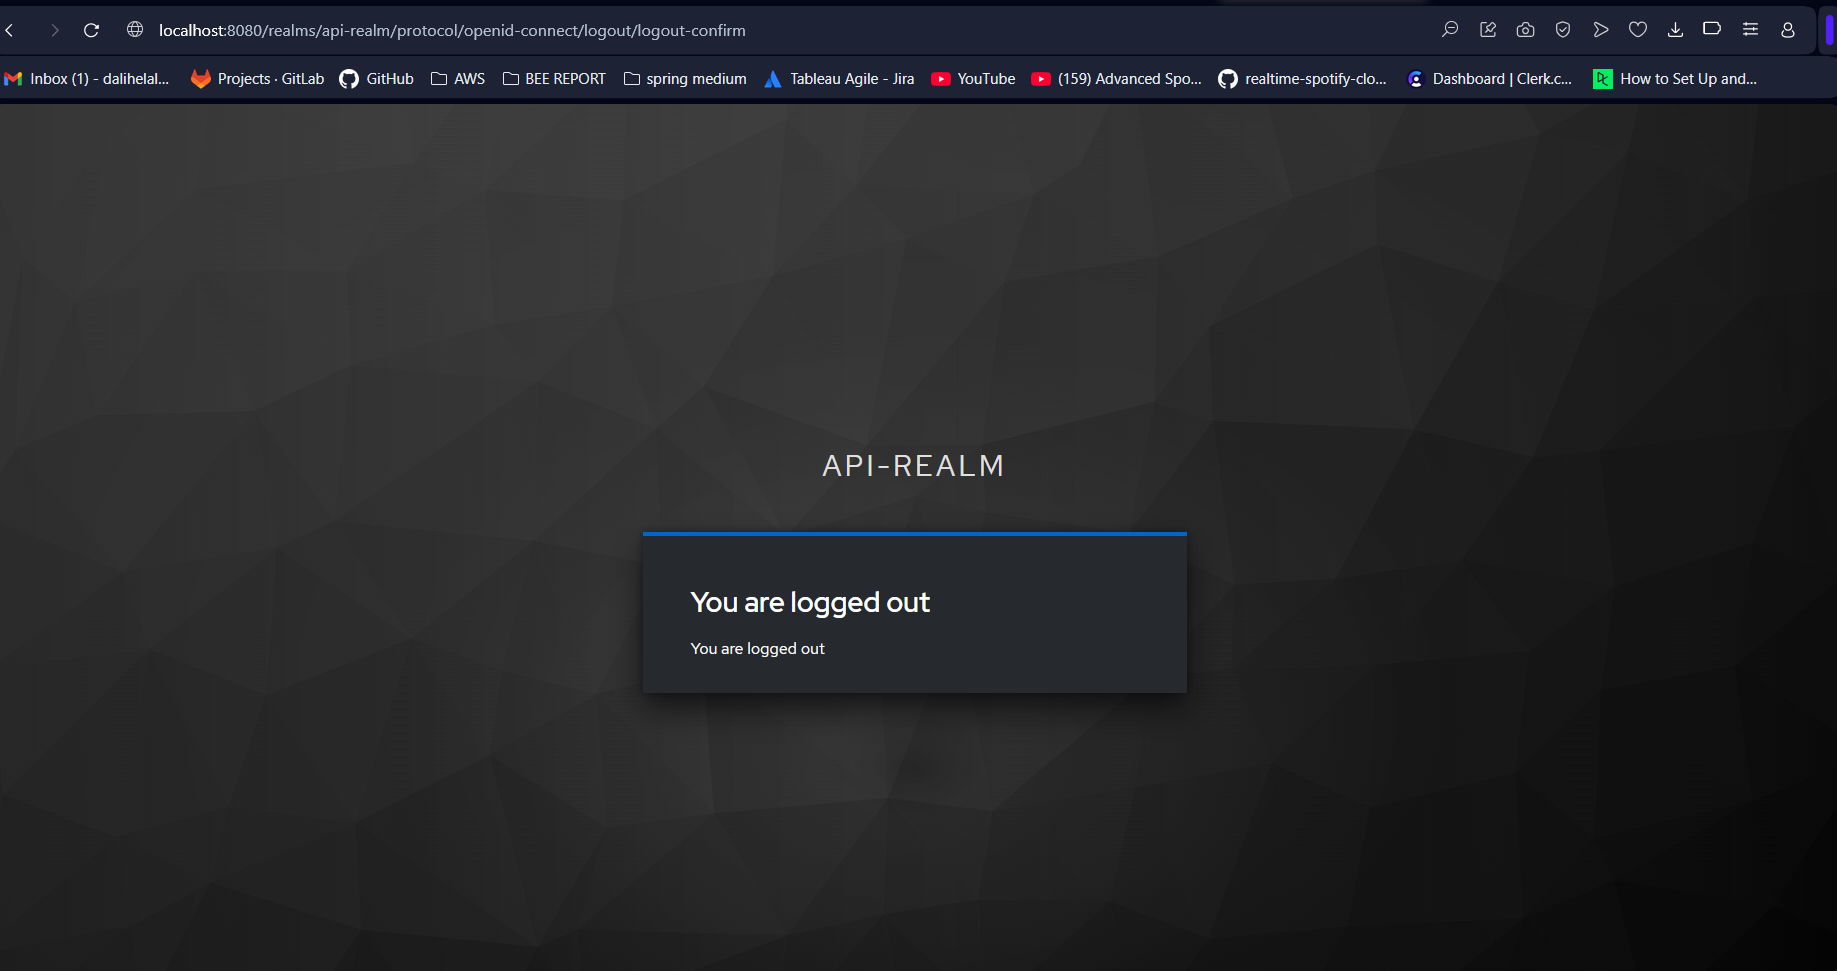 localhost:8080/realms/api-realm/protocol/openid-connect/logout/logout-confirm
Inbox (1) - dalihelal... Projects · GitLab GitHub AWS BEE REPORT spring medium Tableau Agile - Jira YouTube (159) Advanced Spo... realtime-spotify-clo... Dashboard | Clerk.c... How to Set Up and...
API-REALM
You are logged out
You are logged out